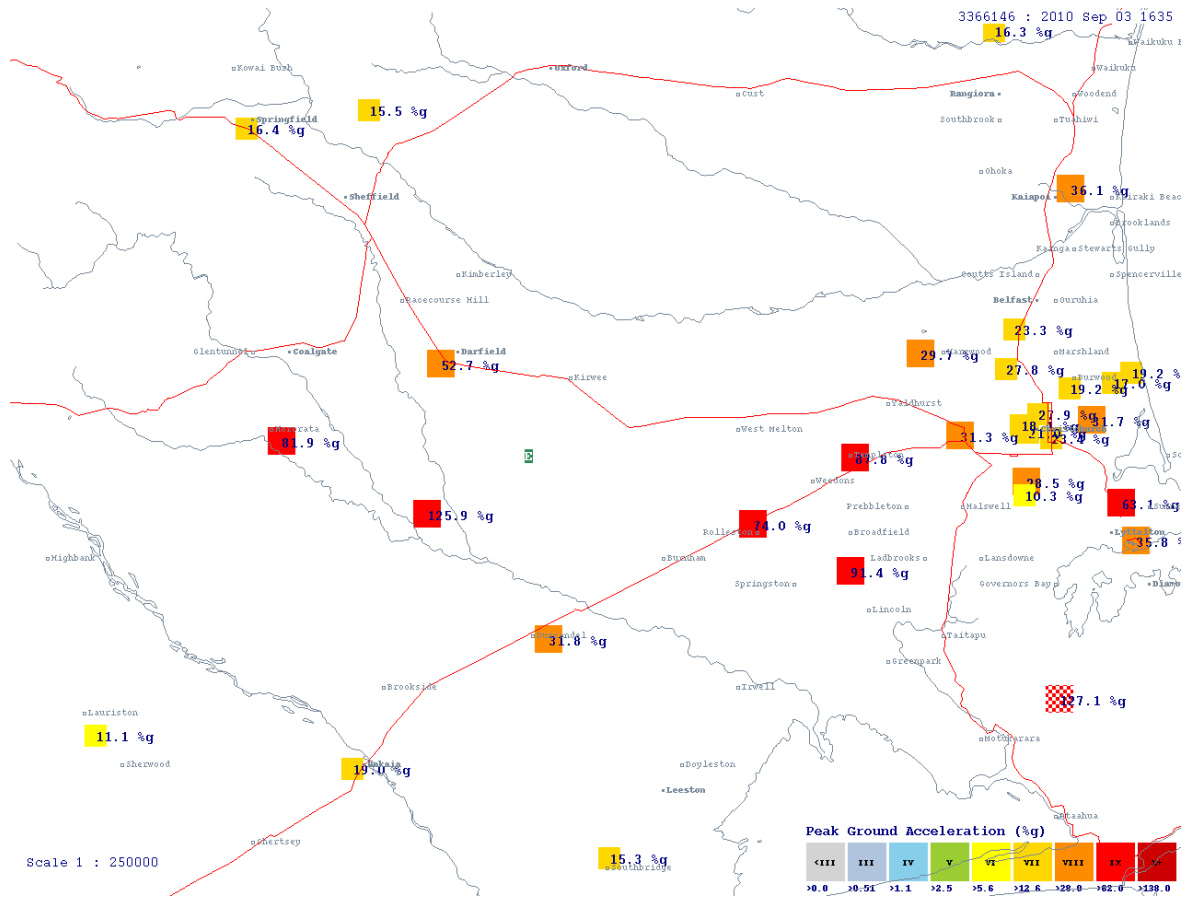 3366146 : 2010 Sep 03 1635
16.3 %g
Kowai Bush
Oxford
Waikuku
Cust
Rangiora
Woodend
15.5 %g
Springfield
16.4 %g
Southbrook
Tuahiwi
Ohoka
Sheffield
36.1 %g
Kaiapoi
Brooklands
Kainga
Stewarts Gully
Kimberley
Coutts Island
Spencerville
Racecourse Hill
Belfast
Ouruhia
23.3 %g
Glentunnel
Coalgate
Darfield
52.7 %g
29.7 %g
Marshland
27.8 %g
Kirwee
Burwood
19.2 %
17.0 %g
19.2 %g
Yaldhurst
27.9 %g
31.7 %g
West Melton
31.3 %g
23.4 %g
81.9 %g
E
87.8 %g
Weedons
28.5 %g
10.3 %g
63.1 %g
Prebbleton
Halswell
125.9 %g
74.0 %g
Rolleston
Broadfield
Lyttelton
35.8 %
Highbank
Burnham
Ladbrooks
Lansdowne
91.4 %g
Springston
Governors Bay
Lincoln
Taitapu
31.8 %g
Greenpark
Brookside
Irwell
127.1 %g
Lauriston
11.1 %g
Motukarara
Sherwood
Rakaia
19.0 %g
Doyleston
Leeston
Ataahua
Chertsey
15.3 %g
Southbridge
Scale 1 : 250000
Peak Ground Acceleration (%g)
<III III IV V VI VII VIII IX X+
>0.0 >0.51 >1.1 >2.5 >5.6 >12.6 >28.0 >62.0 >138.0